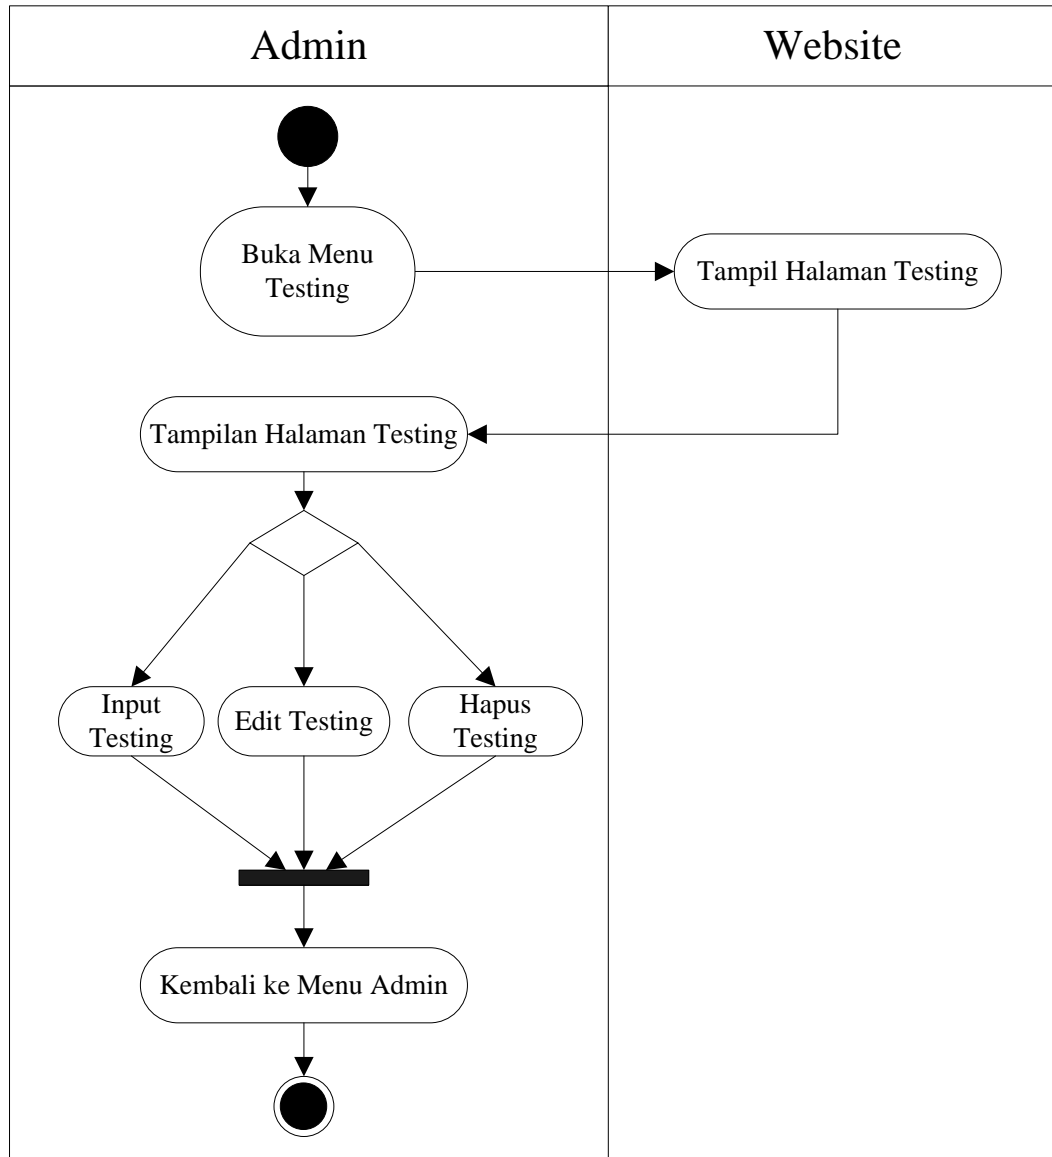 Admin
Website
Buka Menu
Testing
Tampil Halaman Testing
Tampilan Halaman Testing
Input
Testing
Edit Testing
Hapus
Testing
Kembali ke Menu Admin